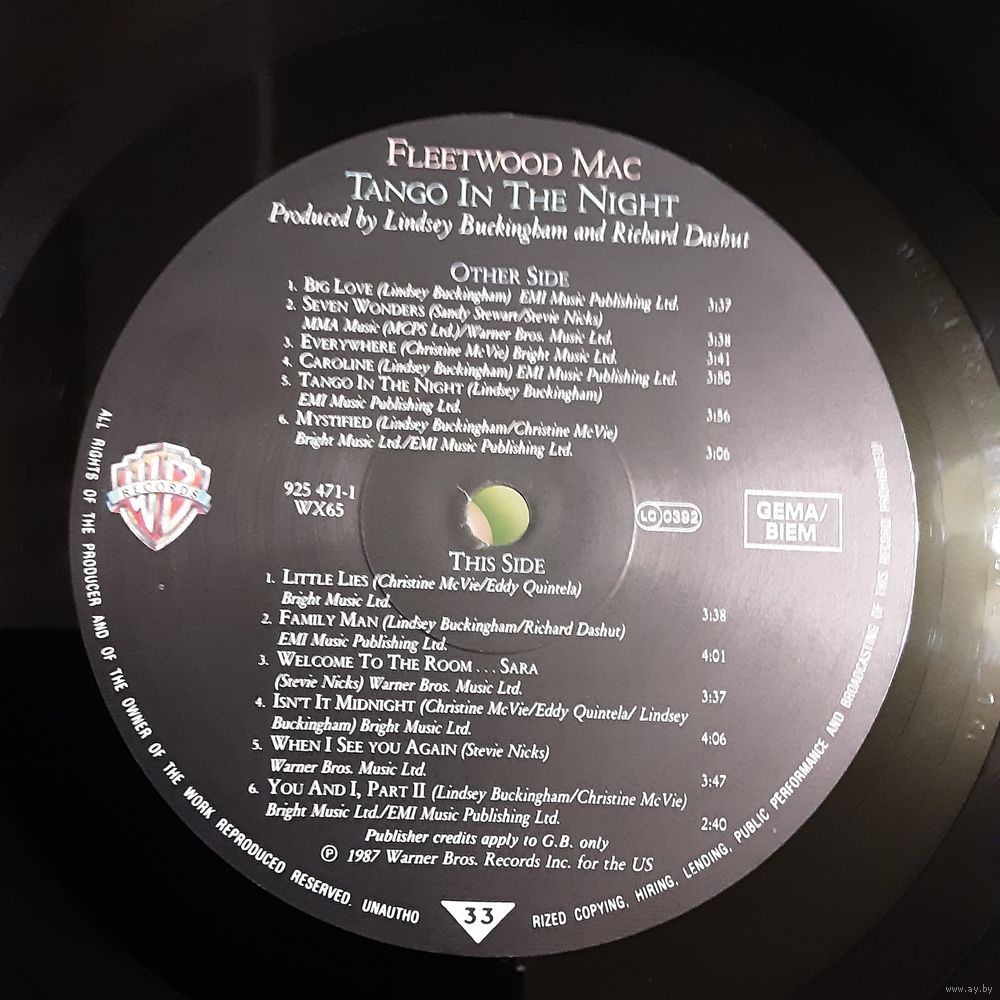 FLEETWOOD MAC
TANGO IN THE NIGHT
Produced by Lindsey Buckingham and Richard Dashut
OTHER SIDE
1. BIG LOVE (Lindsey Buckingham) EMI Music Publishing Ltd. 3:37
2. SEVEN WONDERS (Sandy Stewart/Stevie Nicks)
MMA Music (MCPS Ltd.)/Warner Bros. Music Ltd. 3:38
3. EVERYWHERE (Christine McVie) Bright Music Ltd. 3:41
4. CAROLINE (Lindsey Buckingham) EMI Music Publishing Ltd. 3:50
5. TANGO IN THE NIGHT (Lindsey Buckingham)
EMI Music Publishing Ltd. 3:56
6. MYSTIFIED (Lindsey Buckingham/Christine McVie)
Bright Music Ltd./EMI Music Publishing Ltd. 3:06
925 471-1
WX65
LC 0392
GEMA/
BIEM
WB
RECORDS
THIS SIDE
1. LITTLE LIES (Christine McVie/Eddy Quintela)
Bright Music Ltd. 3:38
2. FAMILY MAN (Lindsey Buckingham/Richard Dashut)
EMI Music Publishing Ltd. 4:01
3. WELCOME TO THE ROOM... SARA
(Stevie Nicks) Warner Bros. Music Ltd. 3:37
4. ISN'T IT MIDNIGHT (Christine McVie/Eddy Quintela/ Lindsey
Buckingham) Bright Music Ltd. 4:06
5. WHEN I SEE YOU AGAIN (Stevie Nicks)
Warner Bros. Music Ltd. 3:47
6. YOU AND I, PART II (Lindsey Buckingham/Christine McVie)
Bright Music Ltd./EMI Music Publishing Ltd. 2:40
Publisher credits apply to G.B. only
℗ 1987 Warner Bros. Records Inc. for the US
33
ALL RIGHTS OF THE PRODUCER AND OF THE OWNER OF THE WORK REPRODUCED RESERVED. UNAUTHO
RIZED COPYING, HIRING, LENDING, PUBLIC PERFORMANCE AND BROADCASTING OF THIS RECORD PROHIBITED
www.ay.by